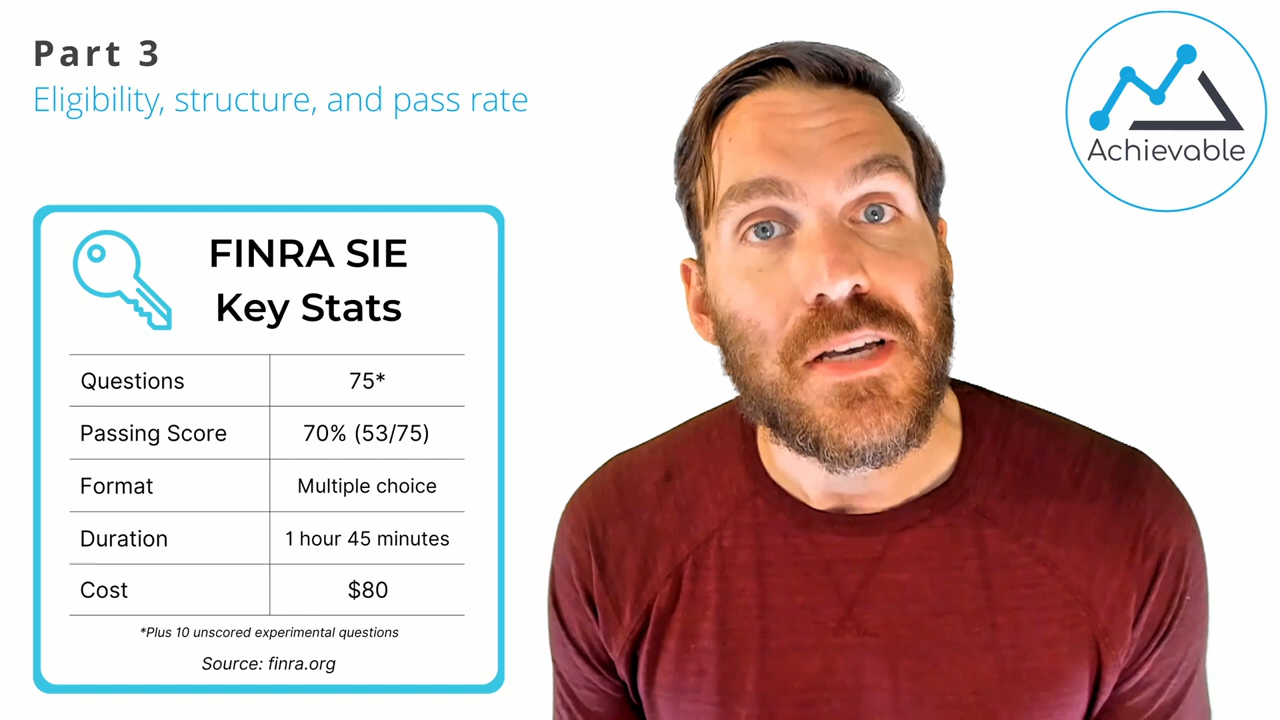 Part 3
Eligibility, structure, and pass rate
Achievable
FINRA SIE
Key Stats
Questions 75*
Passing Score 70% (53/75)
Format Multiple choice
Duration 1 hour 45 minutes
Cost $80
*Plus 10 unscored experimental questions
Source: finra.org